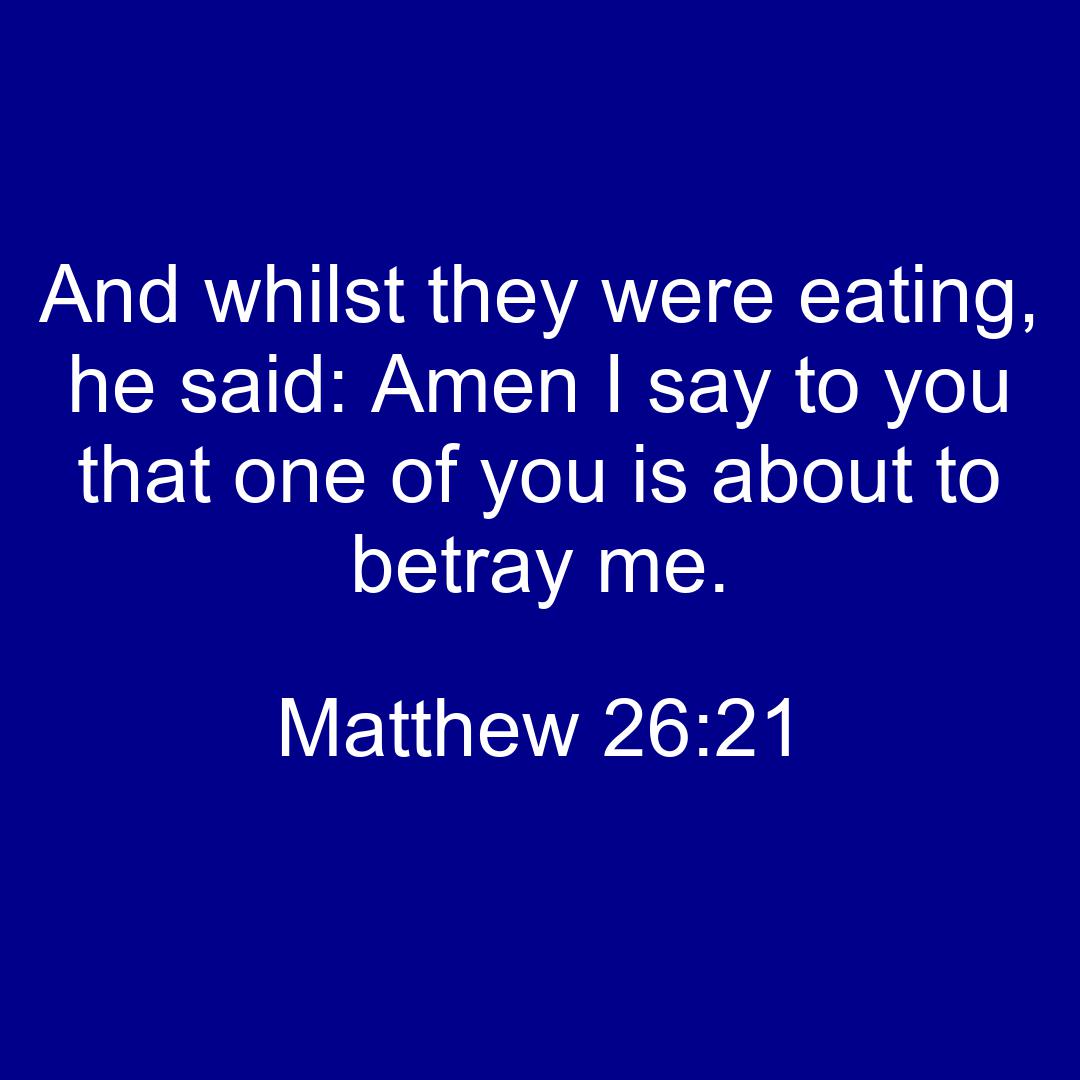 And whilst they were eating,
he said: Amen I say to you
that one of you is about to
betray me.
Matthew 26:21